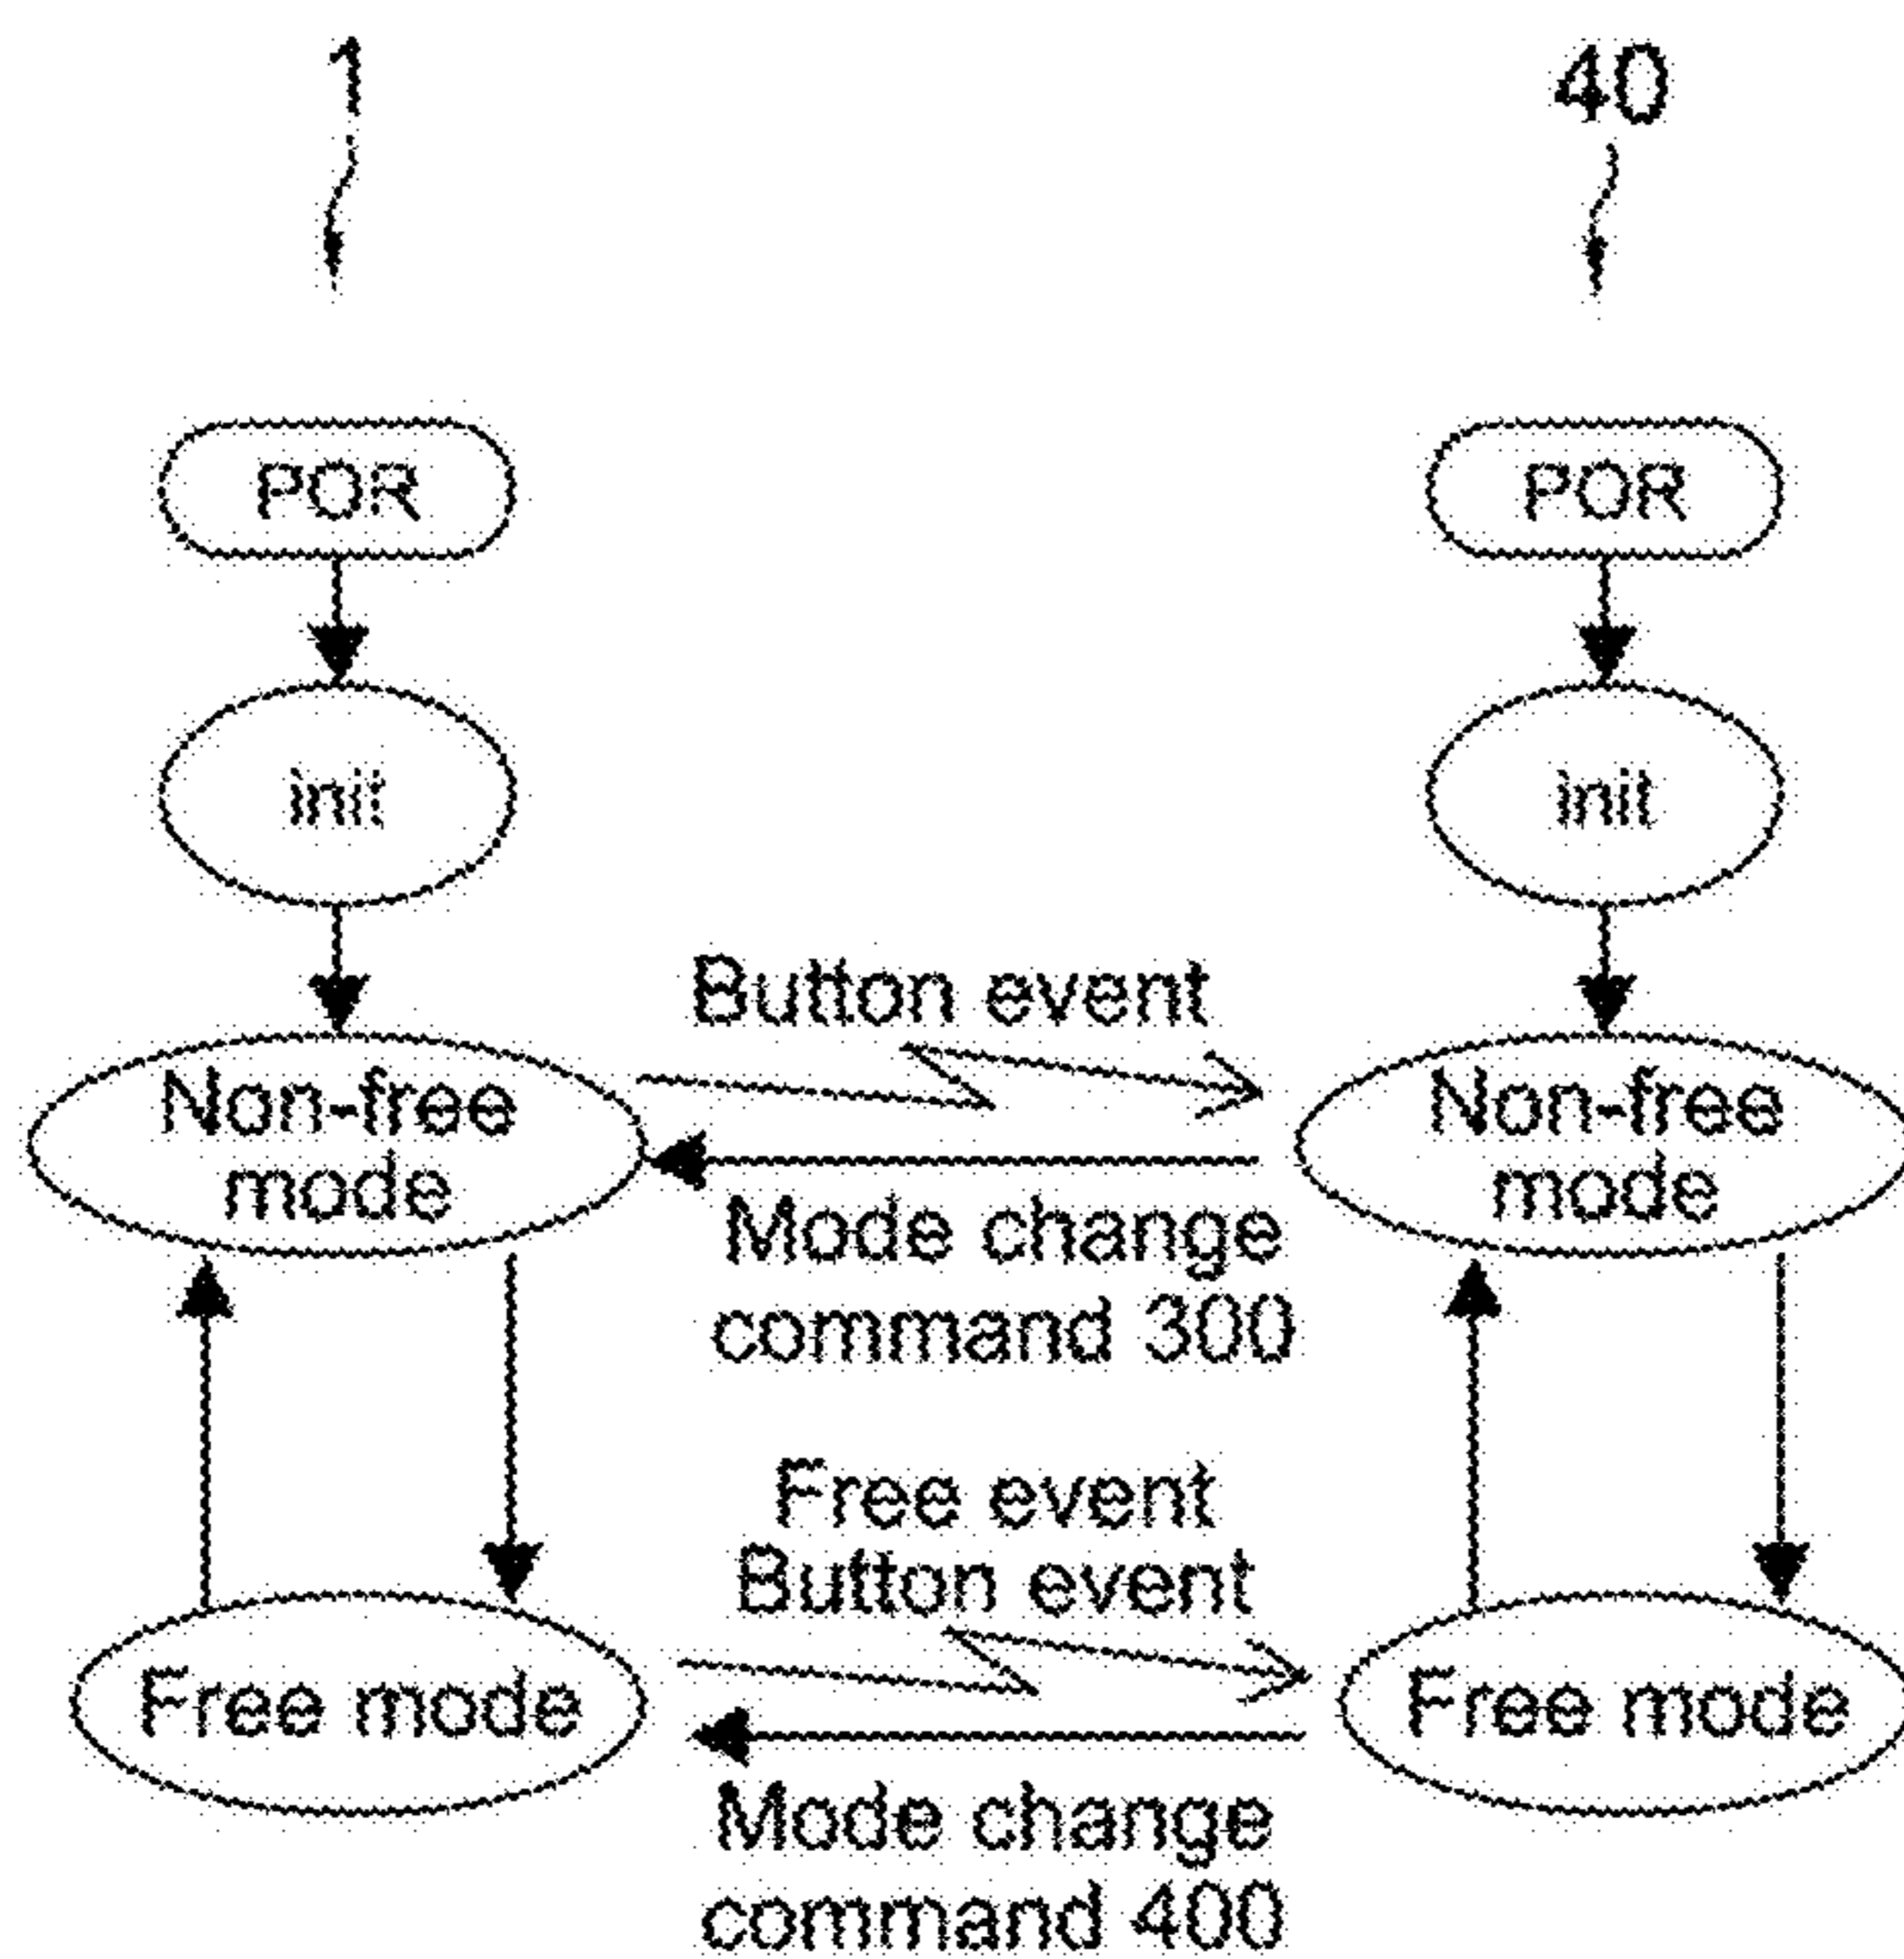 1
40
POR
POR
init
init
Button event
Non-free
mode
Non-free
mode
Mode change
command 300
Free event
Button event
Free mode
Free mode
Mode change
command 400